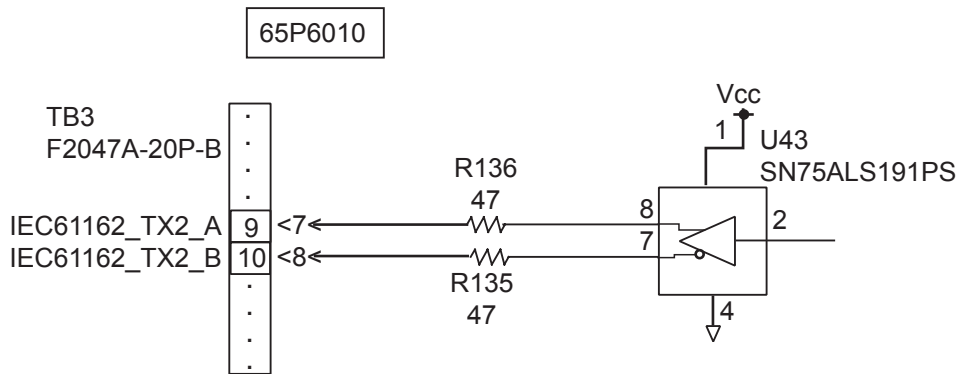 65P6010
TB3
F2047A-20P-B
Vcc
1
U43
SN75ALS191PS
R136
47
IEC61162_TX2_A 9 <7< 8 2
IEC61162_TX2_B 10 <8< 7
R135
47
4